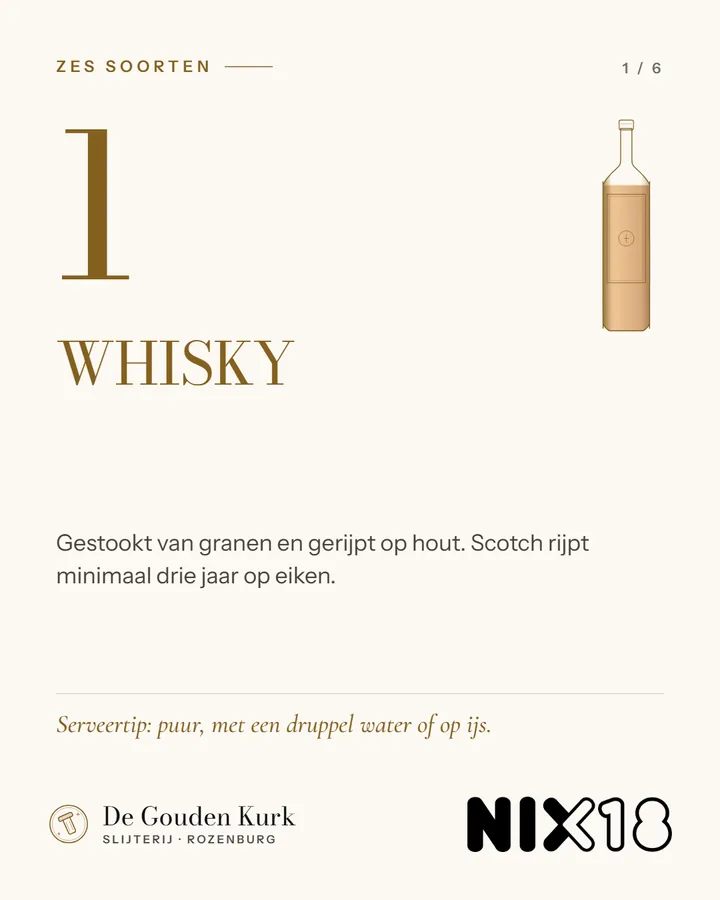 ZES SOORTEN
1 / 6
1
WHISKY
Gestookt van granen en gerijpt op hout. Scotch rijpt
minimaal drie jaar op eiken.
Serveertip: puur, met een druppel water of op ijs.
De Gouden Kurk
SLIJTERIJ · ROZENBURG
NIX18